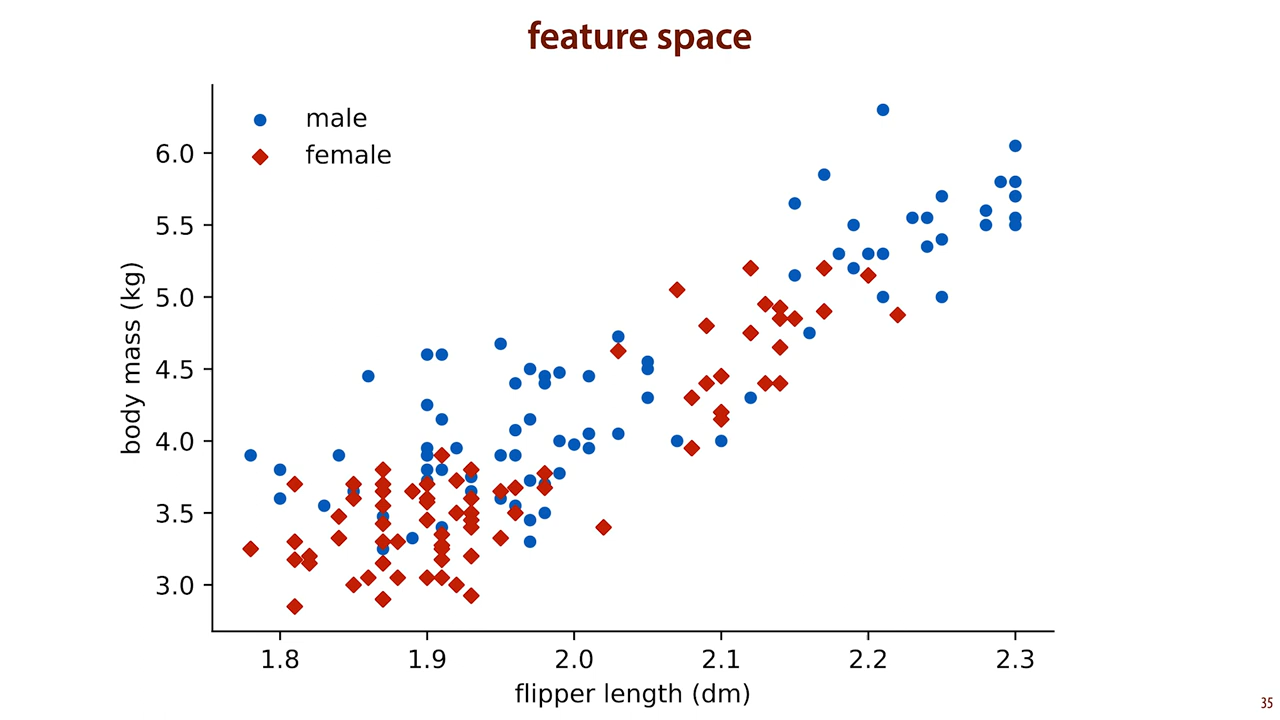 feature space
male
female
6.0
5.5
5.0
4.5
4.0
3.5
3.0
body mass (kg)
1.8 1.9 2.0 2.1 2.2 2.3
flipper length (dm)
35